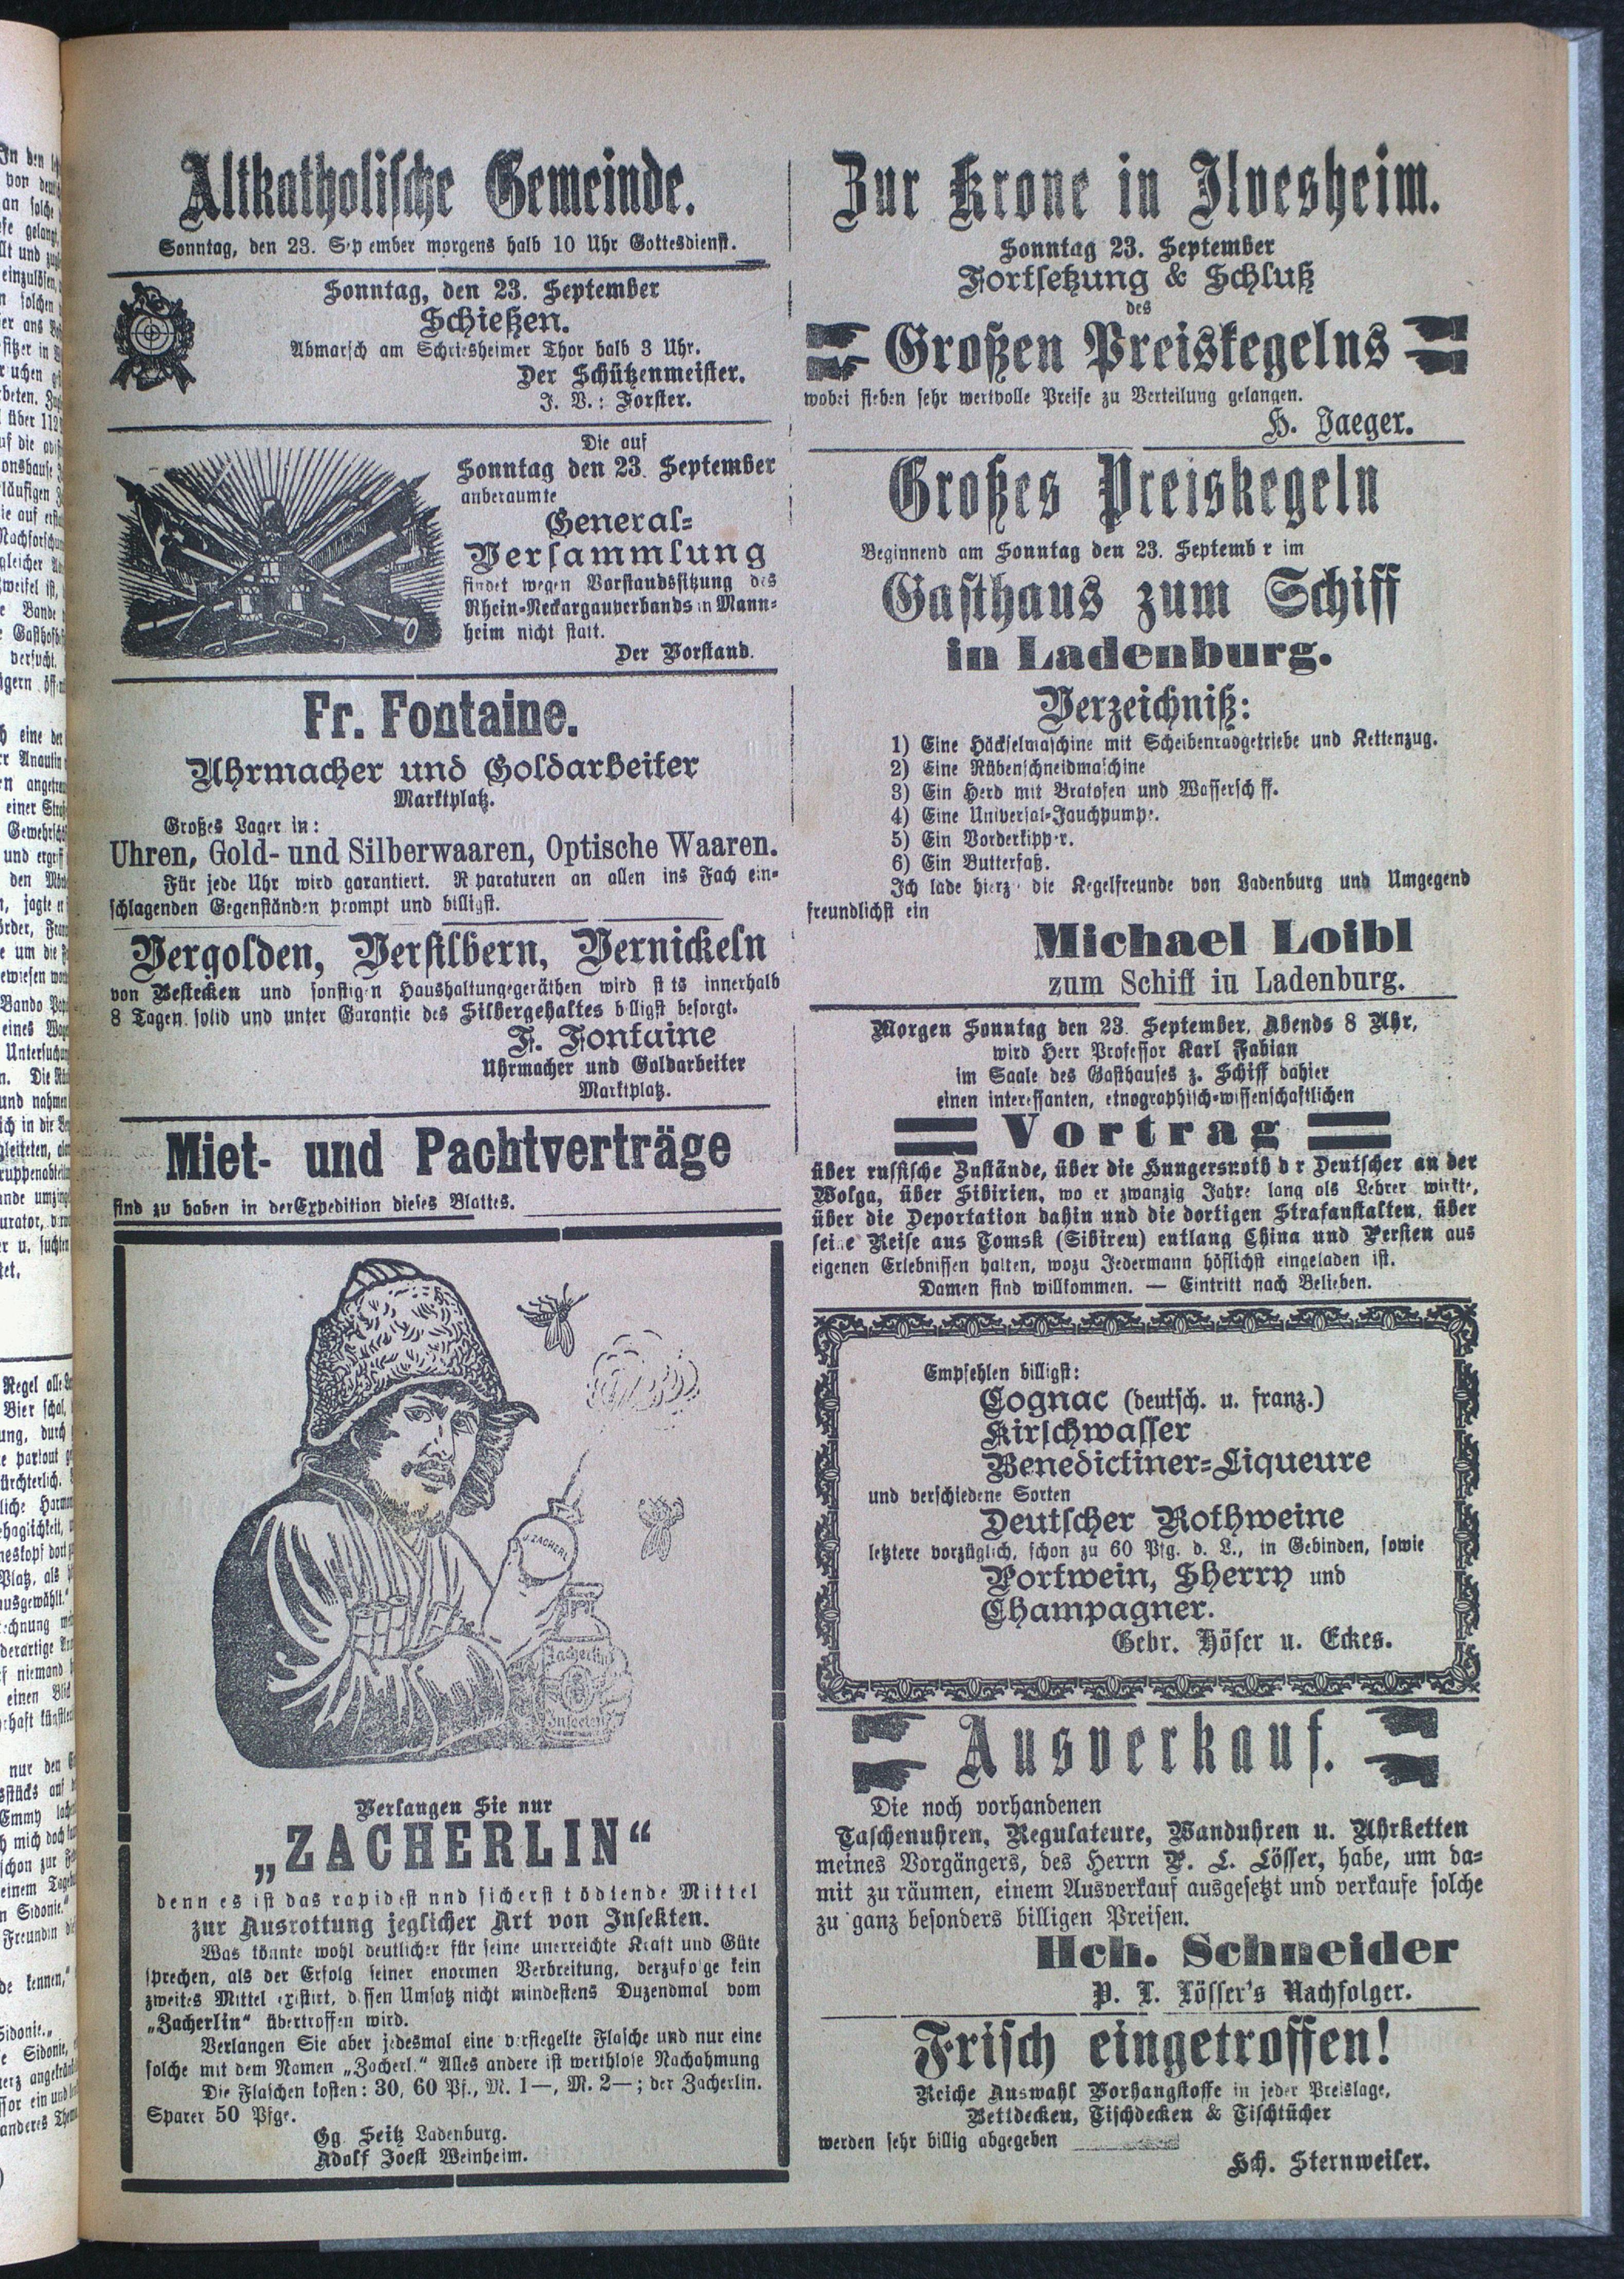 Altkatholische Gemeinde.
Sonntag, den 23. Sep ember morgens halb 10 Uhr Gottesdienst.
Sonntag, den 23. September
Schießen.
Abmarsch am Schriesheimer Thor halb 3 Uhr.
Der Schützenmeister.
J. V.: Forster.
Die auf
Sonntag den 23. September
anberaumte
General-
Versammlung
findet wegen Vorstandssitzung des
Rhein-Neckargauverbands in Mann-
heim nicht statt.
Der Vorstand.
Fr. Fontaine.
Uhrmacher und Goldarbeiter
Marktplatz.
Großes Lager in:
Uhren, Gold- und Silberwaaren, Optische Waaren.
Für jede Uhr wird garantiert. R paraturen an allen ins Fach ein-
schlagenden Gegenständen prompt und billigst.
Vergolden, Versilbern, Vernickeln
von Bestecken und sonstigen Haushaltungegeräthen wird st ts innerhalb
8 Tagen solid und unter Garantie des Silbergehaltes billigst besorgt.
F. Fontaine
Uhrmacher und Goldarbeiter
Marktplatz.
Miet- und Pachtverträge
sind zu haben in derExpedition dieses Blattes.
J. ZACHERL
Zacherlin
Insecten
Verlangen Sie nur
„ZACHERLIN“
denn es ist das rapidest nnd sicherst tödtende Mittel
zur Ausrottung jeglicher Art von Insekten.
Was könnte wohl deutlicher für seine unerreichte Kraft und Güte
sprechen, als der Erfolg seiner enormen Verbreitung, derzufolge kein
zweites Mittel existirt, dessen Umsatz nicht mindestens Duzendmal vom
„Zacherlin“ übertroffen wird.
Verlangen Sie aber jedesmal eine versiegelte Flasche und nur eine
solche mit dem Namen „Zacherl.“ Alles andere ist werthlose Nachahmung
Die Flaschen kosten: 30, 60 Pf., M. 1—, M. 2—; der Zacherlin.
Sparer 50 Pfge.
Gg. Seitz Ladenburg.
Adolf Joest Weinheim.
Zur Krone in Ilvesheim.
Sonntag 23. September
Fortsetzung & Schluß
des
Großen Preiskegelns
wobei sieben sehr wertvolle Preise zu Verteilung gelangen.
H. Jaeger.
Großes Preiskegeln
Beginnend am Sonntag den 23. Septemb r im
Gasthaus zum Schiff
in Ladenburg.
Verzeichniß:
1) Eine Häckselmaschine mit Scheibenradgetriebe und Kettenzug.
2) Eine Rübenschneidmaschine
3) Ein Herd mit Bratofen und Wassersch ff.
4) Eine Universal-Jauchpumpe.
5) Ein Vorderkipper.
6) Ein Butterfaß.
Ich lade hierzu die Kegelfreunde von Ladenburg und Umgegend
freundlichst ein
Michael Loibl
zum Schiff in Ladenburg.
Morgen Sonntag den 23. September, Abends 8 Uhr,
wird Herr Professor Karl Fabian
im Saale des Gasthauses z. Schiff dahier
einen interessanten, etnographisch-wissenschaftlichen
Vortrag
über russische Zustände, über die Hungersnoth d r Deutscher an der
Wolga, über Sibirien, wo er zwanzig Jahre lang als Lehrer wirkte,
über die Deportation dahin und die dortigen Strafanstalten, über
seine Reise aus Tomsk (Sibiren) entlang China und Persien aus
eigenen Erlebnissen halten, wozu Jedermann höflichst eingeladen ist.
Damen sind willkommen. — Eintritt nach Belieben.
Empfehlen billigst:
Cognac (deutsch. u. franz.)
Kirschwasser
Benedictiner-Liqueure
und verschiedene Sorten
Deutscher Rothweine
letztere vorzüglich, schon zu 60 Pfg. d. L., in Gebinden, sowie
Portwein, Sherry und
Champagner.
Gebr. Höfer u. Eckes.
Ausverkauf.
Die noch vorhandenen
Taschenuhren, Regulateure, Wanduhren u. Uhrketten
meines Vorgängers, des Herrn P. L. Lösser, habe, um da-
mit zu räumen, einem Ausverkauf ausgesetzt und verkaufe solche
zu ganz besonders billigen Preisen.
Hch. Schneider
P. L. Lösser's Nachfolger.
Frisch eingetroffen!
Reiche Auswahl Vorhangstoffe in jeder Preislage,
Bettdecken, Tischdecken & Tischtücher
werden sehr billig abgegeben
Hch. Sternweiler.